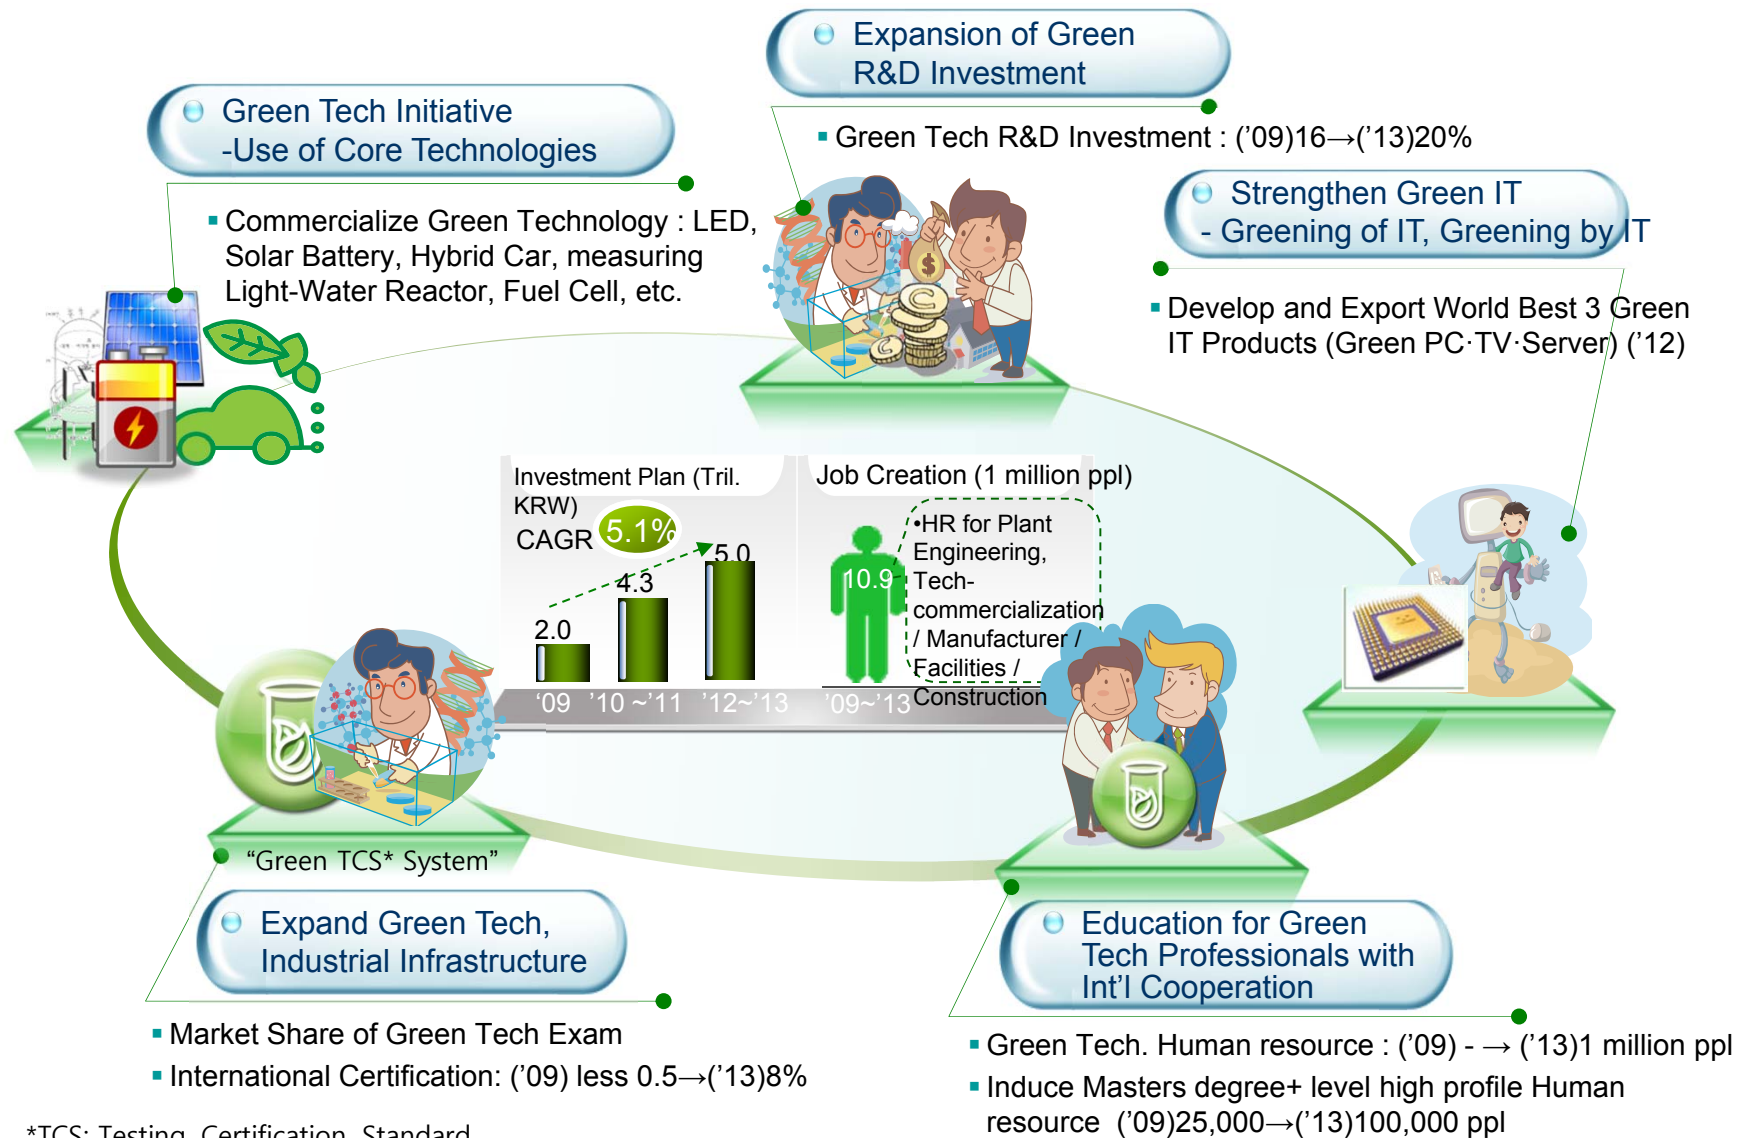 Expansion of Green
R&D Investment
▪ Green Tech R&D Investment : (’09)16→(’13)20%
Green Tech Initiative
-Use of Core Technologies
▪ Commercialize Green Technology : LED,
Solar Battery, Hybrid Car, measuring
Light-Water Reactor, Fuel Cell, etc.
Strengthen Green IT
- Greening of IT, Greening by IT
▪ Develop and Export World Best 3 Green
IT Products (Green PC·TV·Server) (’12)
Investment Plan (Tril.
KRW)
CAGR 5.1%
2.0
4.3
5.0
‘09 ’10 ~’11 ’12~’13
Job Creation (1 million ppl)
10.9
’09~’13
•HR for Plant
Engineering,
Tech-
commercialization
/ Manufacturer /
Facilities /
Construction
“Green TCS* System”
Expand Green Tech,
Industrial Infrastructure
▪ Market Share of Green Tech Exam
▪ International Certification: (’09) less 0.5→(’13)8%
Education for Green
Tech Professionals with
Int’l Cooperation
▪ Green Tech. Human resource : (’09) - → (’13)1 million ppl
▪ Induce Masters degree+ level high profile Human
resource (’09)25,000→(’13)100,000 ppl
*TCS: Testing, Certification, Standard